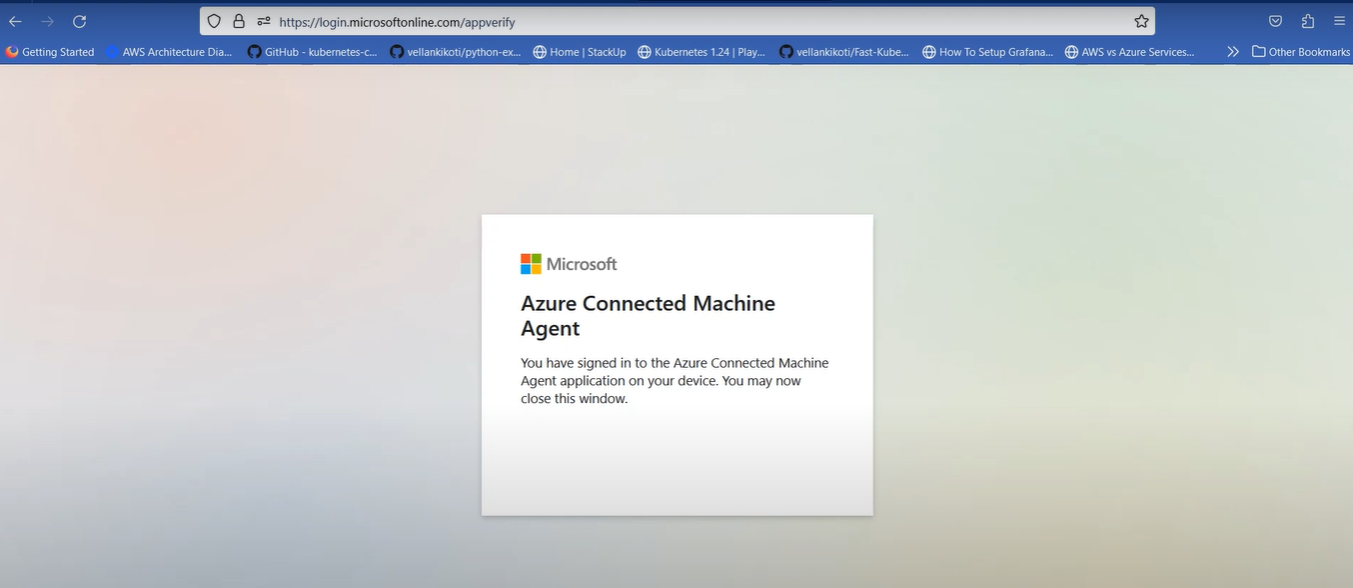 https://login.microsoftonline.com/appverify
Getting Started
AWS Architecture Dia...
GitHub - kubernetes-c...
vellankikoti/python-ex...
Home | StackUp
Kubernetes 1.24 | Play...
vellankikoti/Fast-Kube...
How To Setup Grafana...
AWS vs Azure Services...
Other Bookmarks
Microsoft
Azure Connected Machine
Agent
You have signed in to the Azure Connected Machine
Agent application on your device. You may now
close this window.